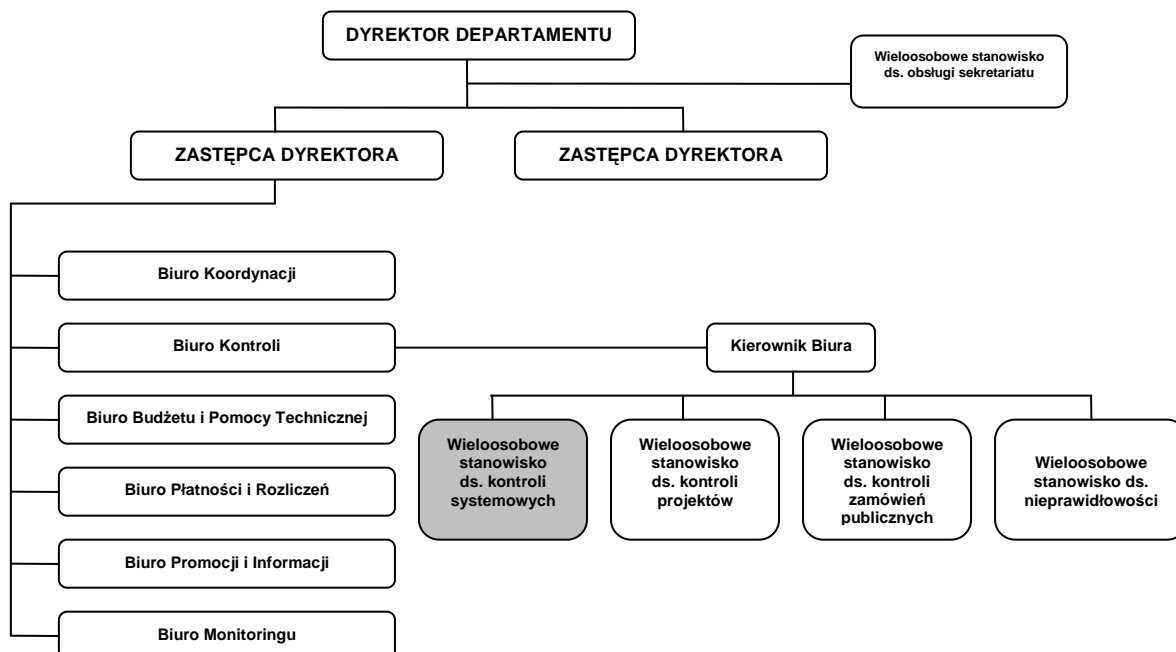 DYREKTOR DEPARTAMENTU
Wieloosobowe stanowisko
ds. obsługi sekretariatu
ZASTĘPCA DYREKTORA
ZASTĘPCA DYREKTORA
Biuro Koordynacji
Biuro Kontroli
Kierownik Biura
Biuro Budżetu i Pomocy Technicznej
Wieloosobowe
stanowisko
ds. kontroli
systemowych
Wieloosobowe
stanowisko
ds. kontroli
projektów
Wieloosobowe
stanowisko
ds. kontroli
zamówień
publicznych
Wieloosobowe
stanowisko ds.
nieprawidłowości
Biuro Płatności i Rozliczeń
Biuro Promocji i Informacji
Biuro Monitoringu